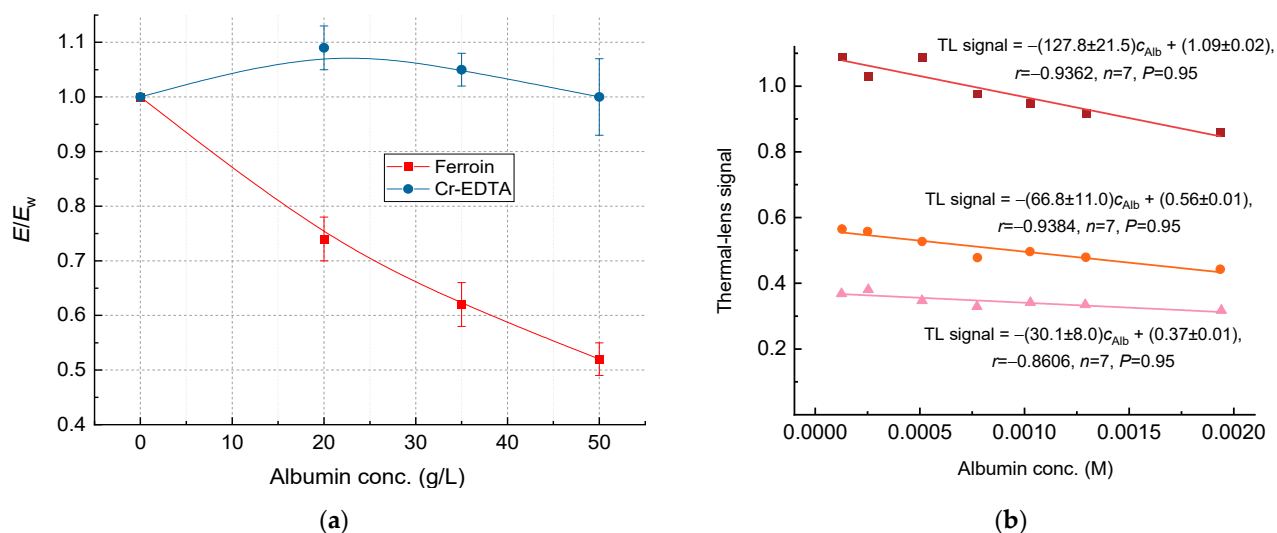 1.1
1.0
0.9
0.8
0.7
0.6
0.5
0.4
E/Ew
Ferroin
Cr-EDTA
0 10 20 30 40 50
Albumin conc. (g/L)
(a)
TL signal = −(127.8±21.5)cAlb + (1.09±0.02),
r=−0.9362, n=7, P=0.95
1.0
0.8
0.6
0.4
0.2
Thermal-lens signal
TL signal = −(66.8±11.0)cAlb + (0.56±0.01),
r=−0.9384, n=7, P=0.95
TL signal = −(30.1±8.0)cAlb + (0.37±0.01),
r=−0.8606, n=7, P=0.95
0.0000 0.0005 0.0010 0.0015 0.0020
Albumin conc. (M)
(b)